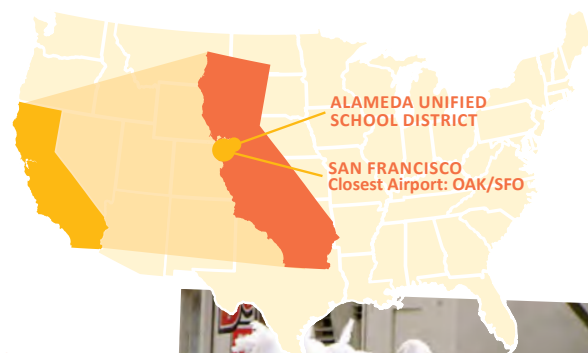 ALAMEDA UNIFIED
SCHOOL DISTRICT
SAN FRANCISCO
Closest Airport: OAK/SFO